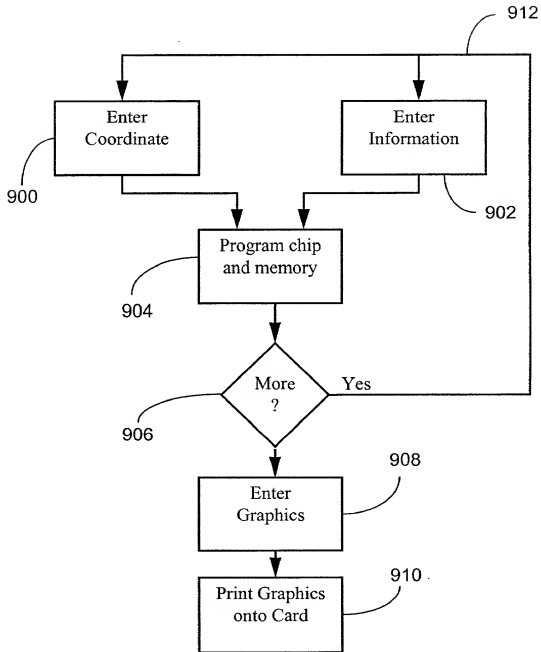 912
Enter
Coordinate
Enter
Information
900
902
Program chip
and memory
904
More
?
Yes
906
908
Enter
Graphics
910
Print Graphics
onto Card